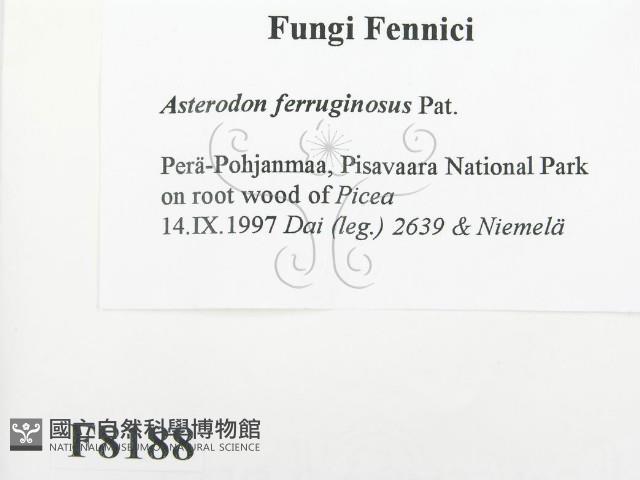 Fungi Fennici
Asterodon ferruginosus Pat.
Perä-Pohjanmaa, Pisavaara National Park
on root wood of Picea
14.IX.1997 Dai (leg.) 2639 & Niemelä
國立自然科學博物館
NATIONAL MUSEUM OF NATURAL SCIENCE
F8188